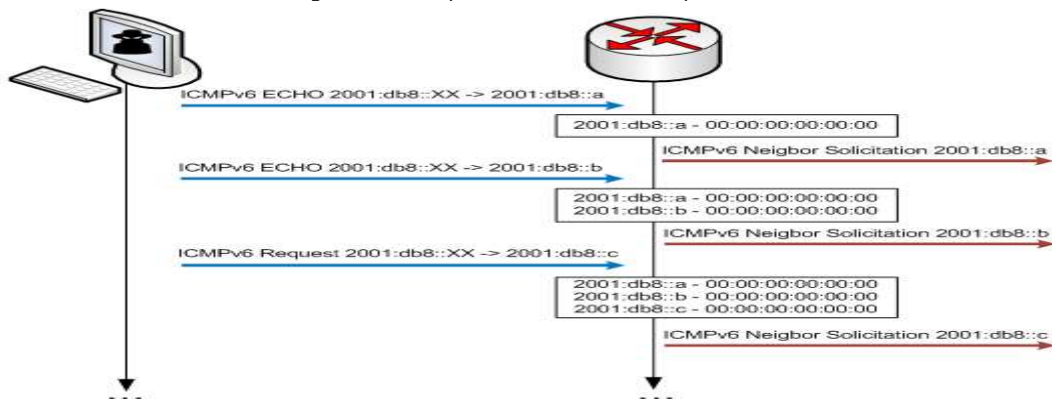 ICMPv6 ECHO 2001:db8::XX -> 2001:db8::a
2001:db8::a - 00:00:00:00:00:00
ICMPv6 Neigbor Solicitation 2001:db8::a
ICMPv6 ECHO 2001:db8::XX -> 2001:db8::b
2001:db8::a - 00:00:00:00:00:00
2001:db8::b - 00:00:00:00:00:00
ICMPv6 Neigbor Solicitation 2001:db8::b
ICMPv6 Request 2001:db8::XX -> 2001:db8::c
2001:db8::a - 00:00:00:00:00:00
2001:db8::b - 00:00:00:00:00:00
2001:db8::c - 00:00:00:00:00:00
ICMPv6 Neigbor Solicitation 2001:db8::c